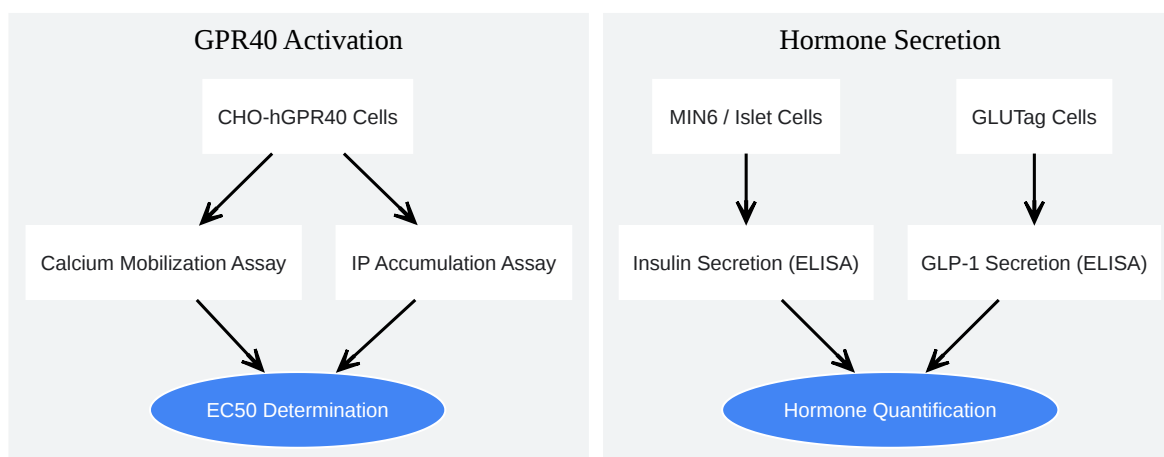 GPR40 Activation
CHO-hGPR40 Cells
Calcium Mobilization Assay
IP Accumulation Assay
EC50 Determination
Hormone Secretion
MIN6 / Islet Cells
GLUTag Cells
Insulin Secretion (ELISA)
GLP-1 Secretion (ELISA)
Hormone Quantification